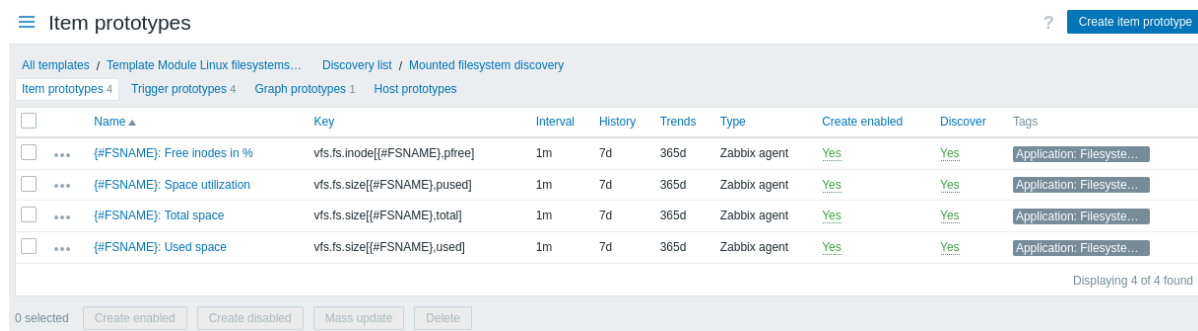 Item prototypes ? Create item prototype
All templates / Template Module Linux filesystems… Discovery list / Mounted filesystem discovery
Item prototypes 4 Trigger prototypes 4 Graph prototypes 1 Host prototypes
Name Key Interval History Trends Type Create enabled Discover Tags
{#FSNAME}: Free inodes in % vfs.fs.inode[{#FSNAME},pfree] 1m 7d 365d Zabbix agent Yes Yes Application: Filesyste…
{#FSNAME}: Space utilization vfs.fs.size[{#FSNAME},pused] 1m 7d 365d Zabbix agent Yes Yes Application: Filesyste…
{#FSNAME}: Total space vfs.fs.size[{#FSNAME},total] 1m 7d 365d Zabbix agent Yes Yes Application: Filesyste…
{#FSNAME}: Used space vfs.fs.size[{#FSNAME},used] 1m 7d 365d Zabbix agent Yes Yes Application: Filesyste…
Displaying 4 of 4 found
0 selected Create enabled Create disabled Mass update Delete